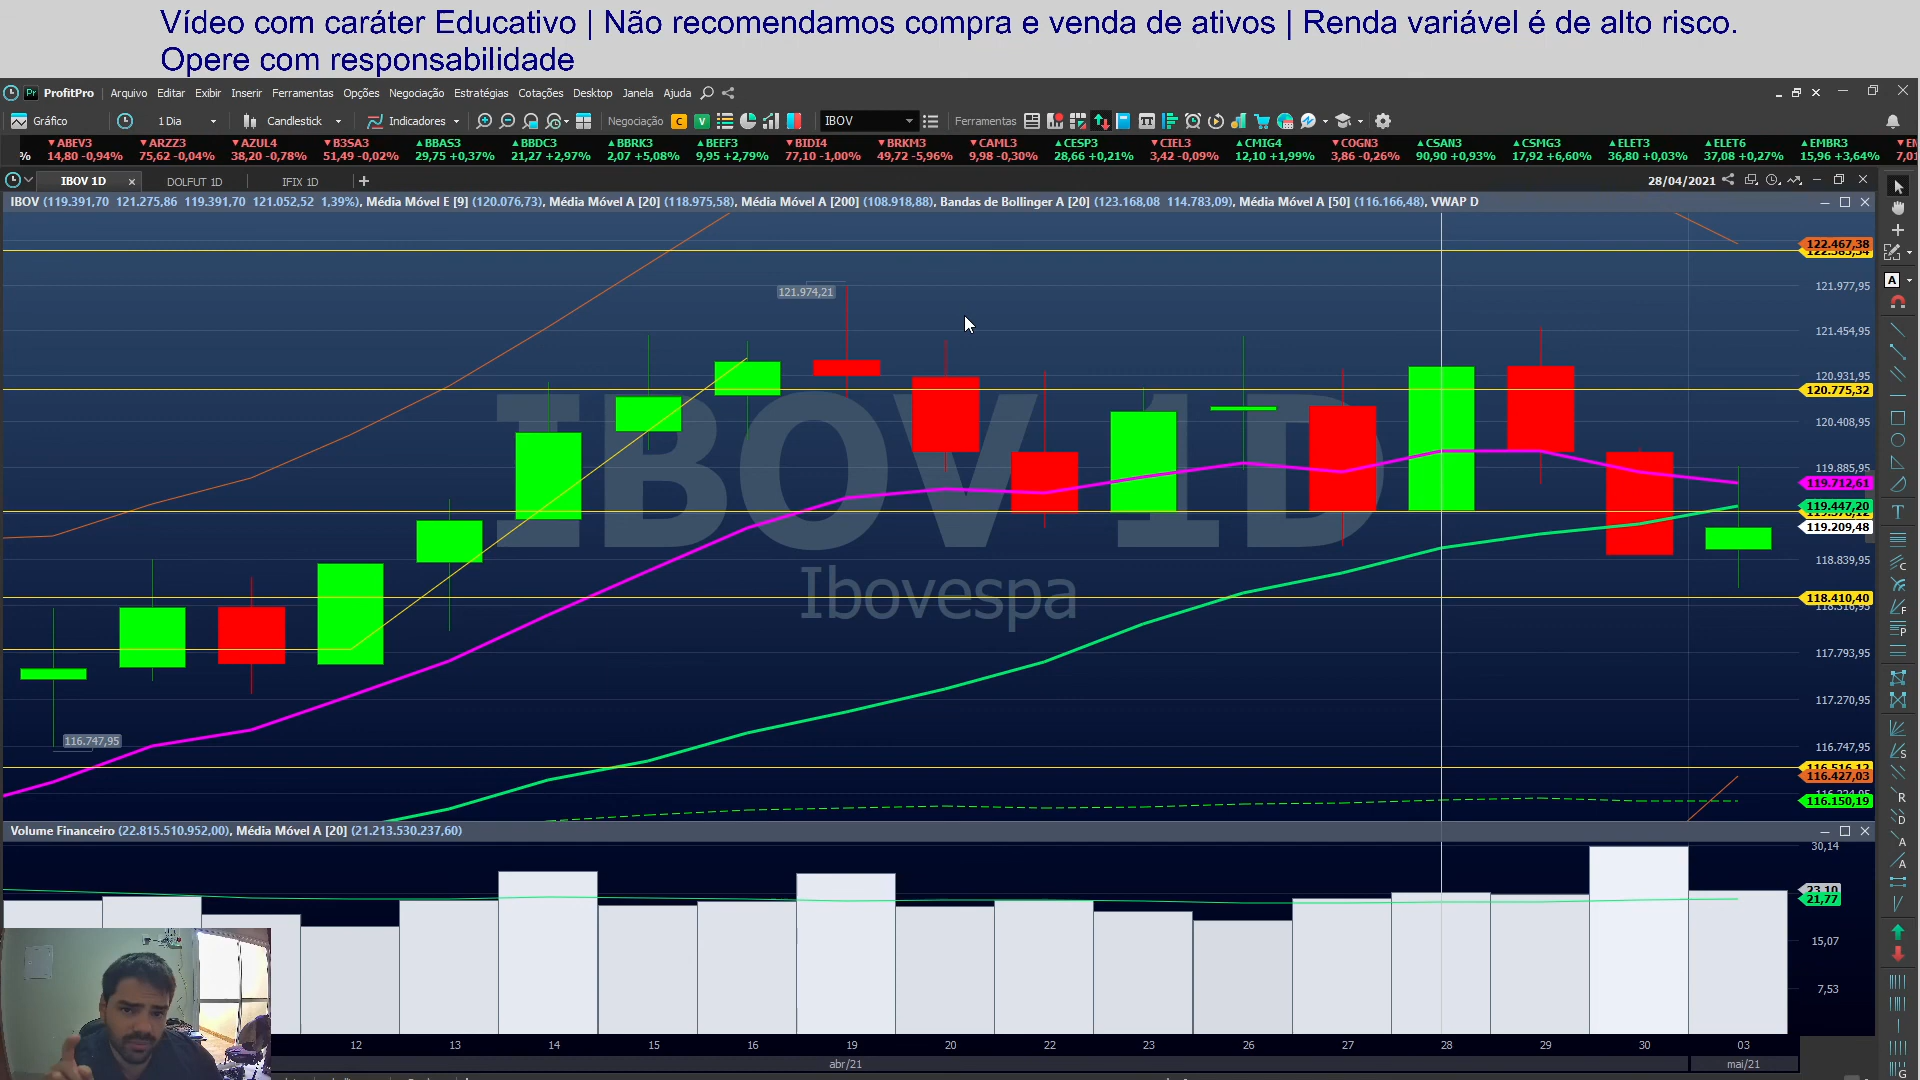 Vídeo com caráter Educativo | Não recomendamos compra e venda de ativos | Renda variável é de alto risco.
Opere com responsabilidade
ProfitPro Arquivo Editar Exibir Inserir Ferramentas Opções Negociação Estratégias Cotações Desktop Janela Ajuda
Gráfico 1 Dia Candlestick Indicadores Negociação C V IBOV Ferramentas
ABEV3 ARZZ3 AZUL4 B3SA3 BBAS3 BBDC3 BBRK3 BEEF3 BIDI4 BRKM3 CAML3 CESP3 CIEL3 CMIG4 COGN3 CSAN3 CSMG3 ELET3 ELET6 EMBR3
% 14,80 -0,94% 75,62 -0,04% 38,20 -0,78% 51,49 -0,02% 29,75 +0,37% 21,27 +2,97% 2,07 +5,08% 9,95 +2,79% 77,10 -1,00% 49,72 -5,96% 9,98 -0,30% 28,66 +0,21% 3,42 -0,09% 12,10 +1,99% 3,86 -0,26% 90,90 +0,93% 17,92 +6,60% 36,80 +0,03% 37,08 +0,27% 15,96 +3,64% 7,01
IBOV 1D DOLFUT 1D IFIX 1D 28/04/2021
IBOV (119.391,70 121.275,86 119.391,70 121.052,52 1,39%), Média Móvel E [9] (120.076,73), Média Móvel A [20] (118.975,58), Média Móvel A [200] (108.918,88), Bandas de Bollinger A [20] (123.168,08 114.783,09), Média Móvel A [50] (116.166,48), VWAP D
122.467,38
121.974,21
121.977,95
121.454,95
120.931,95
120.775,32
120.408,95
IBOV 1D
119.885,95
119.712,61
119.447,20
119.209,48
118.839,95
Ibovespa
118.410,40
118.316,95
117.793,95
117.270,95
116.747,95
116.747,95
116.427,03
116.150,19
Volume Financeiro (22.815.510.952,00), Média Móvel A [20] (21.213.530.237,60)
30,14
23,10
21,77
15,07
7,53
12 13 14 15 16 19 20 22 23 26 27 28 29 30 03
abr/21 mai/21